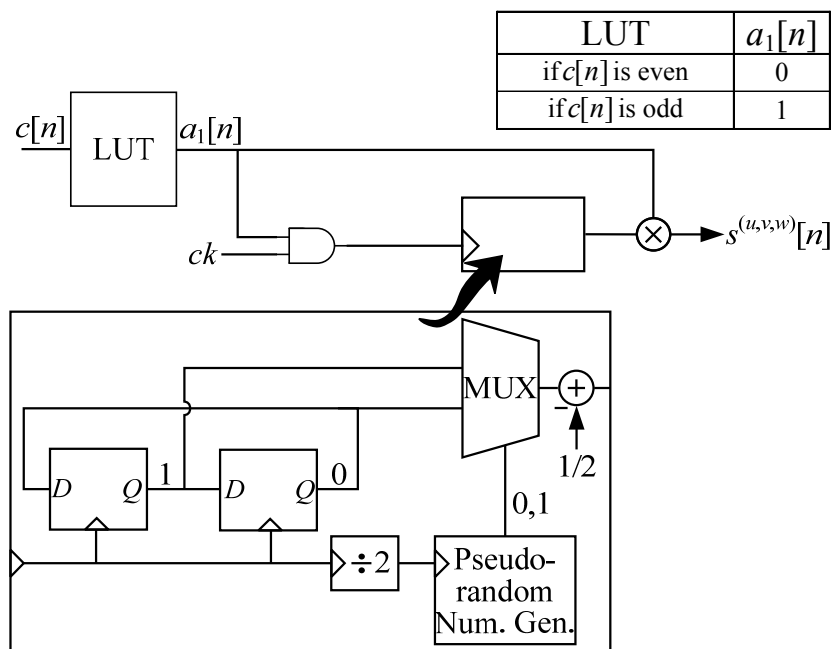 LUT a₁[n]
if c[n] is even 0
if c[n] is odd 1
c[n]
LUT
a₁[n]
ck
s⁽ᵘ,ᵛ,ʷ⁾[n]
MUX
+
−
1/2
D Q 1
D Q 0
0,1
÷2
Pseudo-
random
Num. Gen.